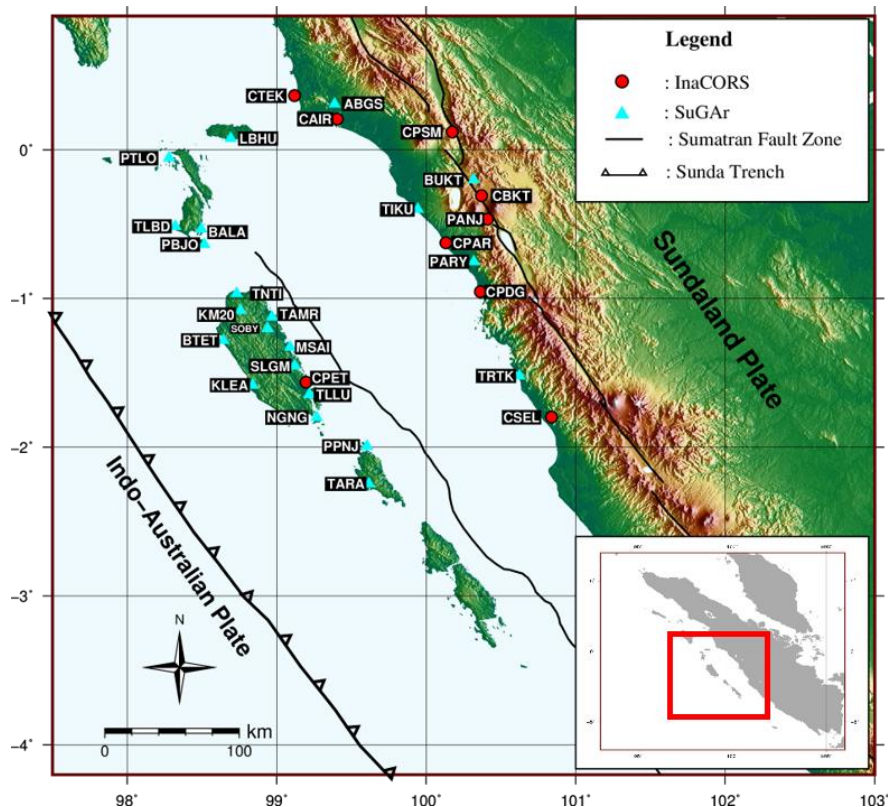 Legend
: InaCORS
: SuGAr
: Sumatran Fault Zone
: Sunda Trench
CTEK
ABGS
CAIR
CPSM
LBHU
0°
PTLO
BUKT
CBKT
TIKU
PANJ
TLBD
BALA
PBJO
CPAR
PARY
Sundaland Plate
−1°
TNTI
CPDG
KM20
TAMR
SOBY
BTET
MSAI
SLGM
CPET
TRTK
KLEA
TLLU
NGNG
CSEL
−2°
PPNJ
TARA
Indo−Australian Plate
−3°
N
km
0
100
−4°
98°
99°
100°
101°
102°
103°